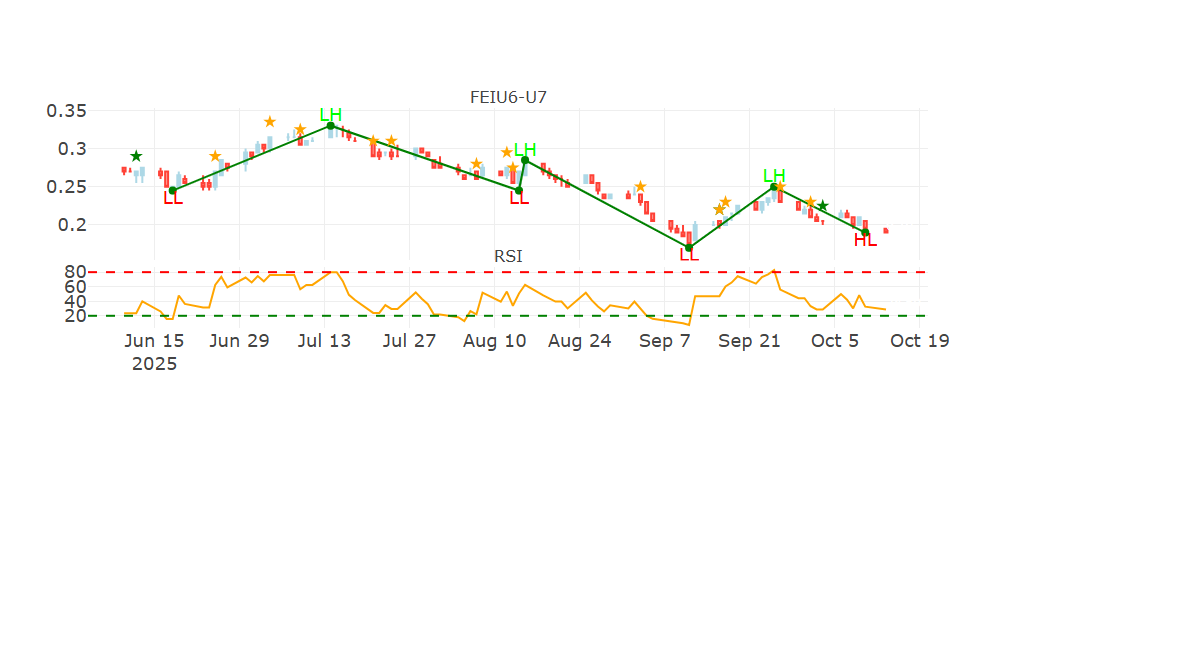 FEIU6-U7
0.35
0.3
0.25
0.2
LH
LH
LH
LL
LL
LL
HL
RSI
80
60
40
20
Jun 15 Jun 29 Jul 13 Jul 27 Aug 10 Aug 24 Sep 7 Sep 21 Oct 5 Oct 19
2025